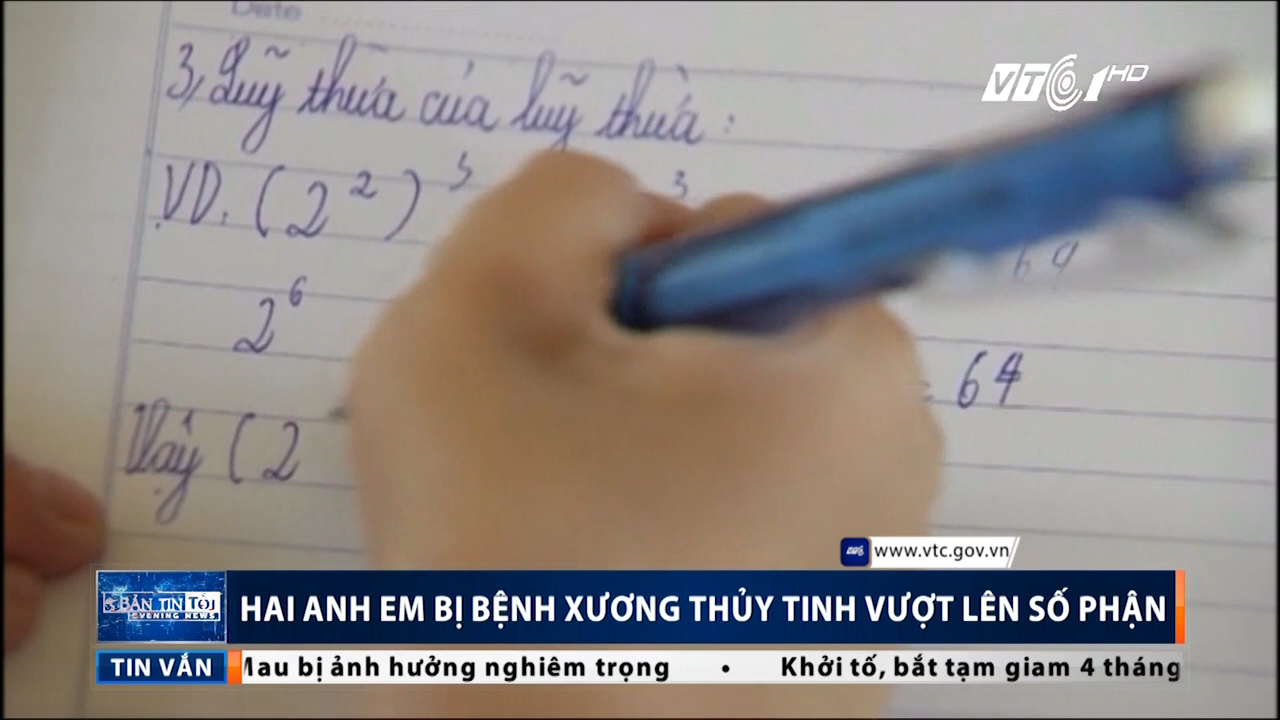 Date
3, Luỹ thừa của luỹ thừa :
VTC1 HD
VD: (2²)³ ³
64
2⁶
= 64
Vậy (2
www.vtc.gov.vn
BẢN TIN TỐI
EVENING NEWS
HAI ANH EM BỊ BỆNH XƯƠNG THỦY TINH VƯỢT LÊN SỐ PHẬN
TIN VẮN
Mau bị ảnh hưởng nghiêm trọng • Khởi tố, bắt tạm giam 4 tháng